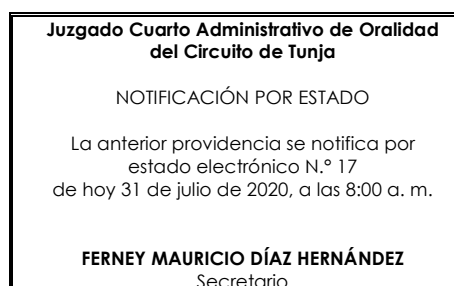 Juzgado Cuarto Administrativo de Oralidad
del Circuito de Tunja
NOTIFICACIÓN POR ESTADO
La anterior providencia se notifica por
estado electrónico N.° 17
de hoy 31 de julio de 2020, a las 8:00 a. m.
FERNEY MAURICIO DÍAZ HERNÁNDEZ
Secretario